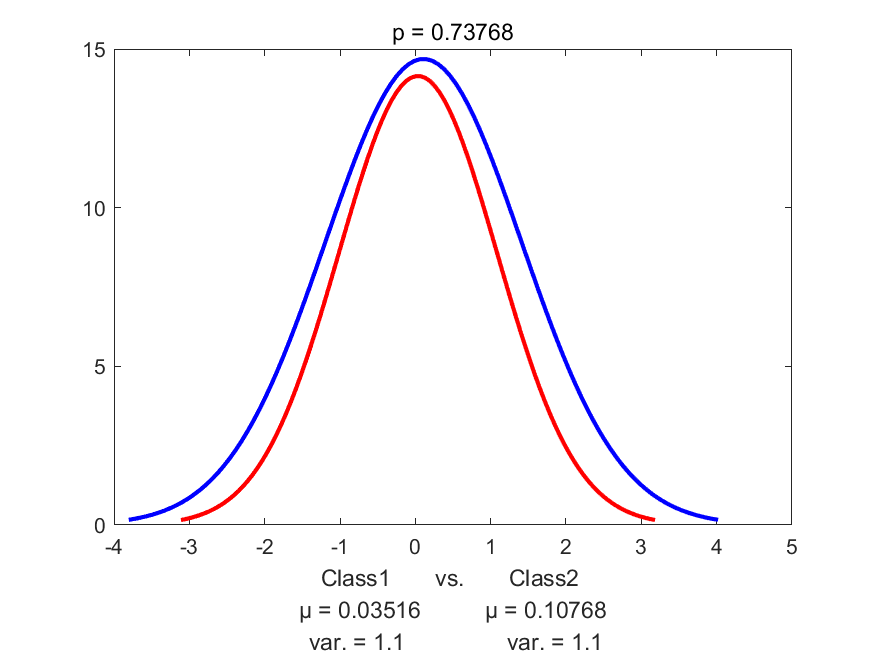 p = 0.73768
15
10
5
0
-4 -3 -2 -1 0 1 2 3 4 5
Class1 vs. Class2
μ = 0.03516 μ = 0.10768
var. = 1.1 var. = 1.1